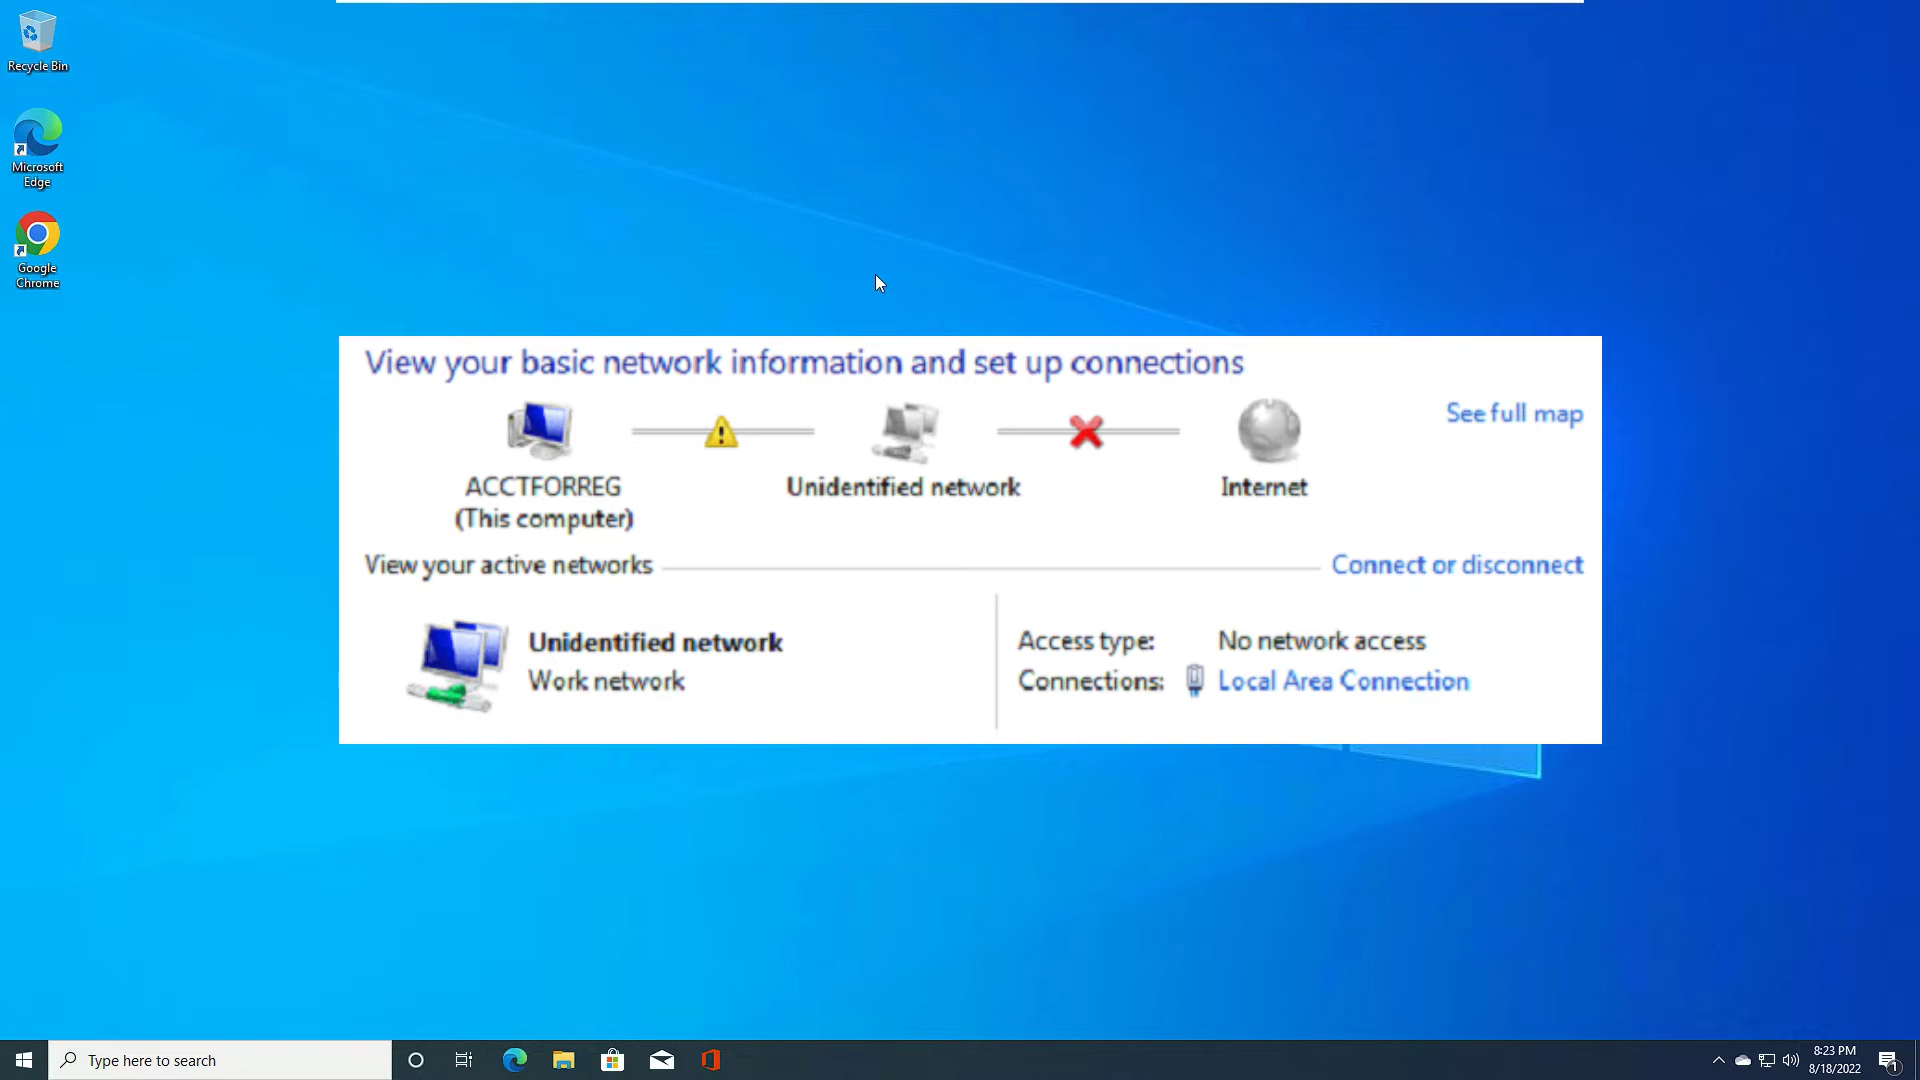 Recycle Bin
Microsoft
Edge
Google
Chrome
View your basic network information and set up connections
See full map
ACCTFORREG
(This computer)
Unidentified network
Internet
View your active networks
Connect or disconnect
Unidentified network
Work network
Access type:
No network access
Connections:
Local Area Connection
Type here to search
8:23 PM
8/18/2022
1